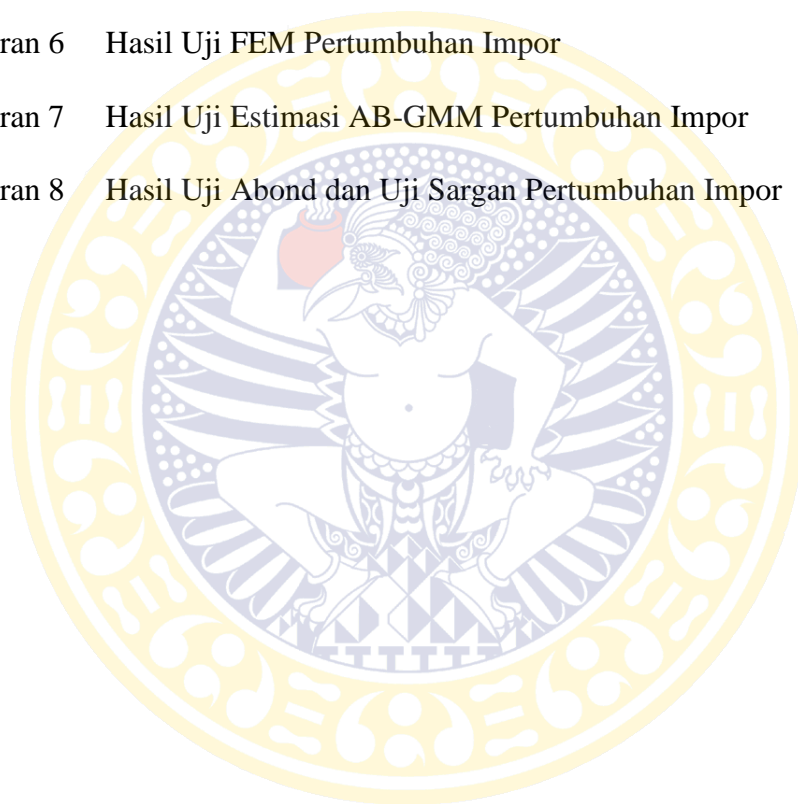 ran 6 Hasil Uji FEM Pertumbuhan Impor
ran 7 Hasil Uji Estimasi AB-GMM Pertumbuhan Impor
ran 8 Hasil Uji Abond dan Uji Sargan Pertumbuhan Impor